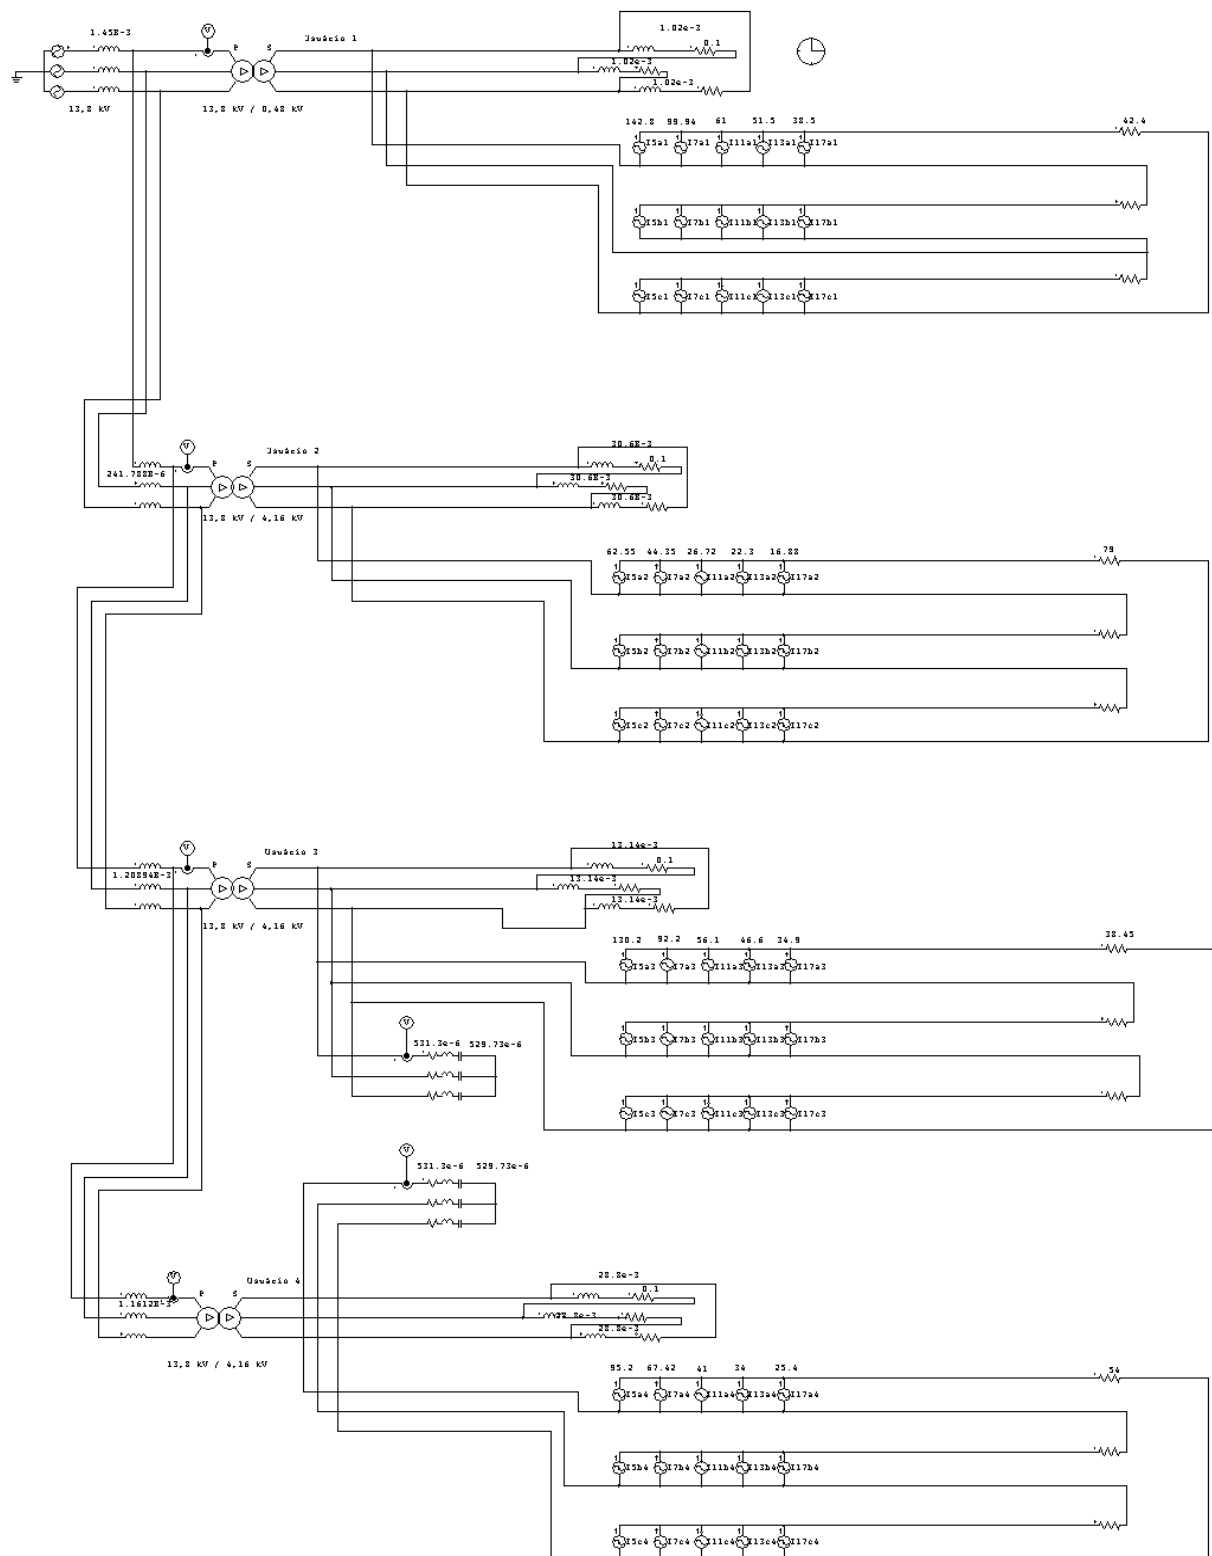 1.45E-3
V
P S
Usuário 1
1.02e-3
0.1
1.02e-3
1.02e-3
13,8 kV
13,8 kV / 0,48 kV
142.8 99.94 61 51.5 38.5
42.4
I5a1 I7a1 I11a1 I13a1 I17a1
I5b1 I7b1 I11b1 I13b1 I17b1
I5c1 I7c1 I11c1 I13c1 I17c1
V
P S
Usuário 2
30.6E-3
0.1
241.788E-6
30.6E-3
30.6E-3
13,8 kV / 4,16 kV
62.55 44.35 26.72 22.3 16.88
79
I5a2 I7a2 I11a2 I13a2 I17a2
I5b2 I7b2 I11b2 I13b2 I17b2
I5c2 I7c2 I11c2 I13c2 I17c2
V
P S
Usuário 3
13.14e-3
0.1
1.20894E-3
13.14e-3
13.14e-3
13,8 kV / 4,16 kV
130.2 92.2 56.1 46.6 34.9
38.45
I5a3 I7a3 I11a3 I13a3 I17a3
V
531.3e-6 529.73e-6
I5b3 I7b3 I11b3 I13b3 I17b3
I5c3 I7c3 I11c3 I13c3 I17c3
V
531.3e-6 529.73e-6
V
P S
Usuário 4
28.8e-3
0.1
1.1612E-3
28.8e-3
28.8e-3
13,8 kV / 4,16 kV
95.2 67.42 41 34 25.4
54
I5a4 I7a4 I11a4 I13a4 I17a4
I5b4 I7b4 I11b4 I13b4 I17b4
I5c4 I7c4 I11c4 I13c4 I17c4